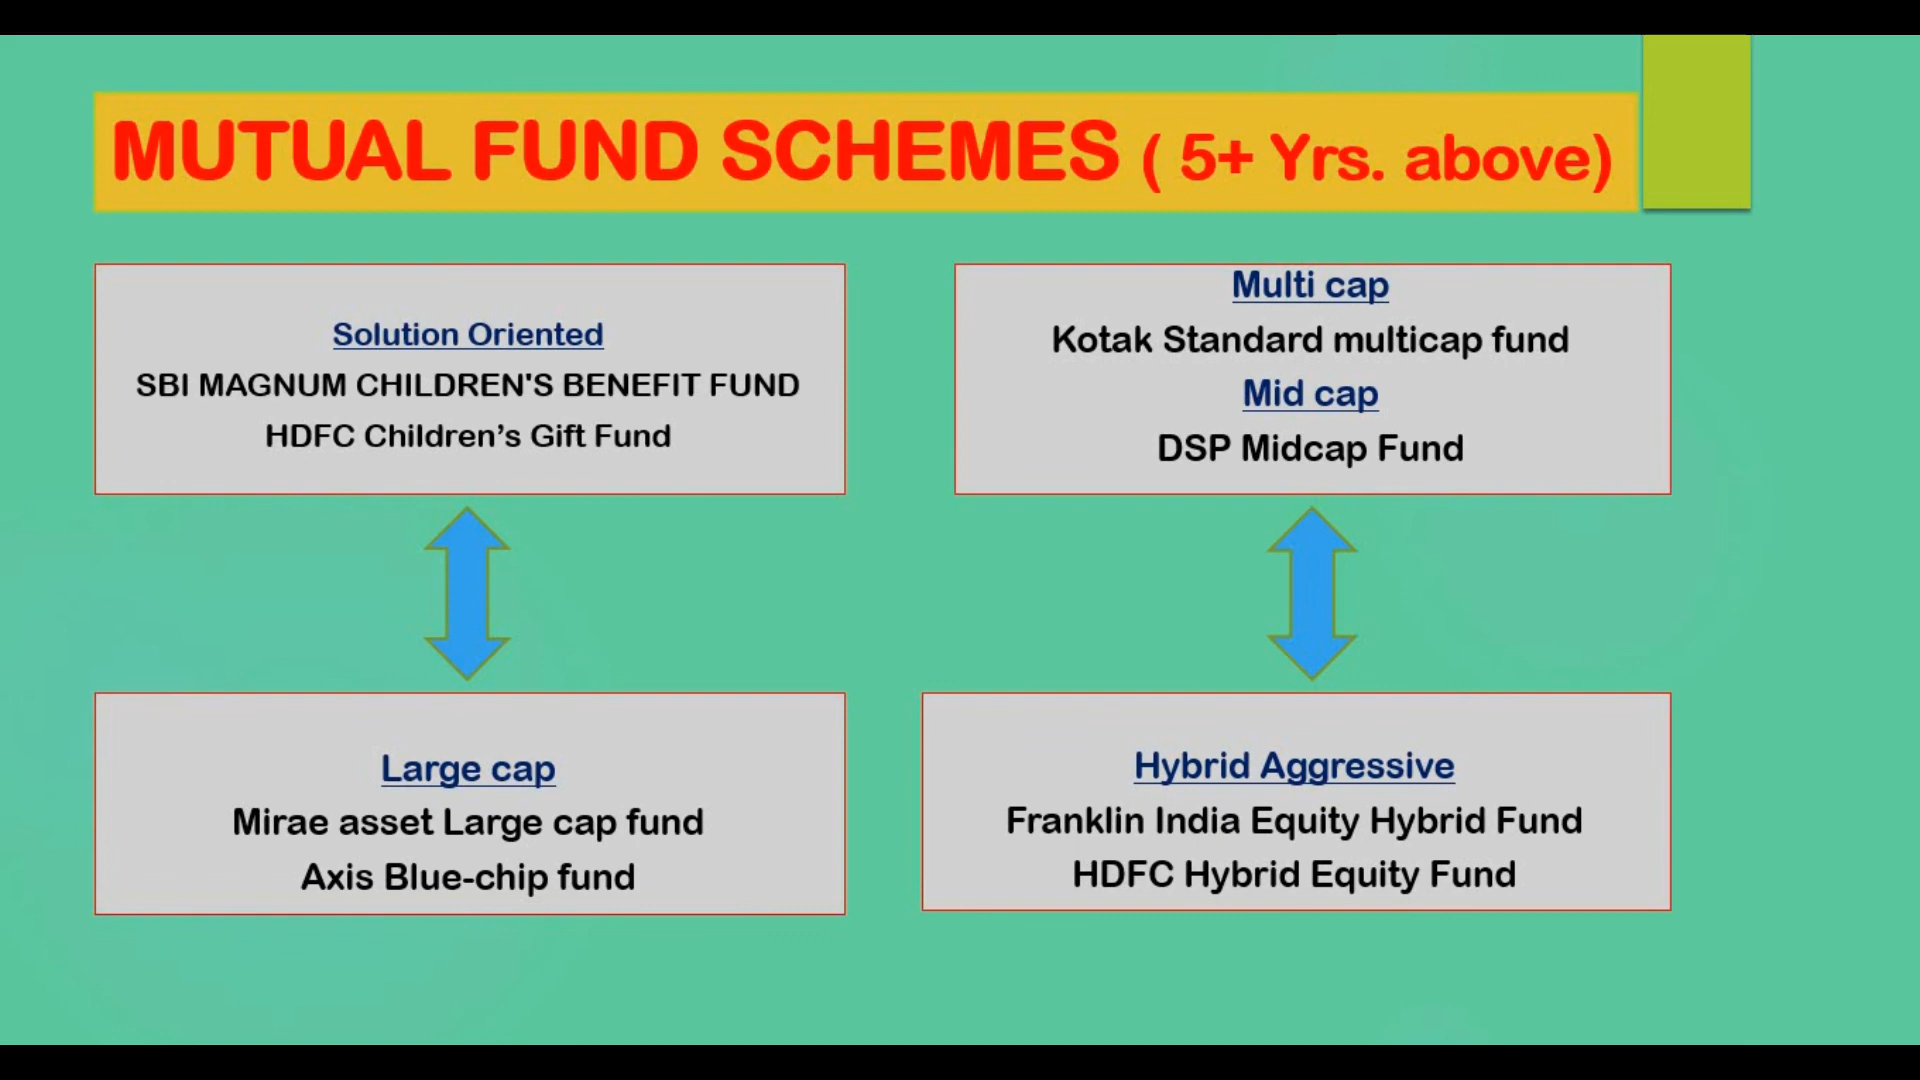 MUTUAL FUND SCHEMES ( 5+ Yrs. above)
Solution Oriented
SBI MAGNUM CHILDREN'S BENEFIT FUND
HDFC Children’s Gift Fund
Multi cap
Kotak Standard multicap fund
Mid cap
DSP Midcap Fund
Large cap
Mirae asset Large cap fund
Axis Blue-chip fund
Hybrid Aggressive
Franklin India Equity Hybrid Fund
HDFC Hybrid Equity Fund